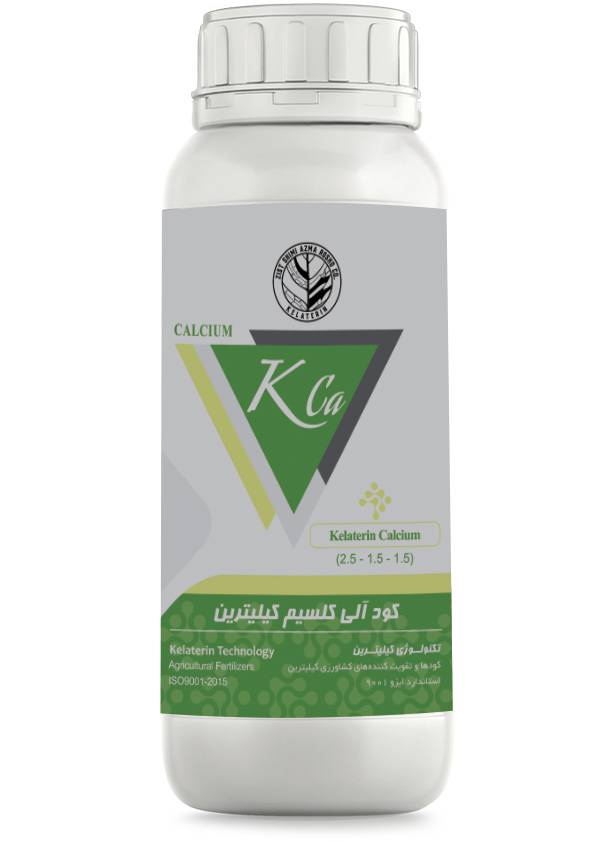 ZIST SHIMI AZMA ROSHD CO.
KELATERIN
CALCIUM
K Ca
Kelaterin Calcium
(2.5 - 1.5 - 1.5)
کود آلی کلسیم کیلیترین
Kelaterin Technology
Agricultural Fertilizers
ISO9001-2015
تکنولوژی کیلیترین
کودها و تقویت کننده‌های کشاورزی کیلیترین
استاندارد ایزو ۹۰۰۱